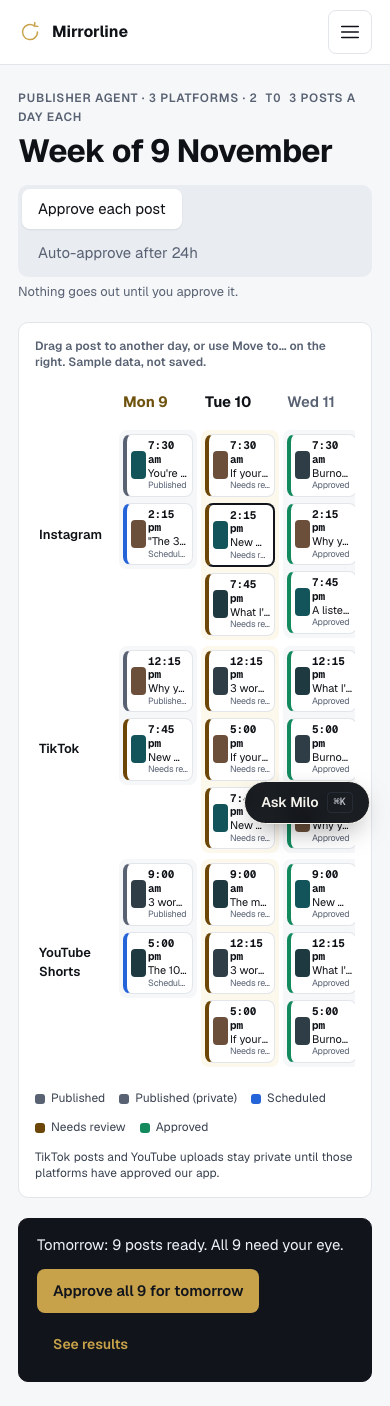 Mirrorline
PUBLISHER AGENT · 3 PLATFORMS · 2 TO 3 POSTS A
DAY EACH
Week of 9 November
Approve each post
Auto-approve after 24h
Nothing goes out until you approve it.
Drag a post to another day, or use Move to… on the
right. Sample data, not saved.
Mon 9 Tue 10 Wed 11
Instagram
7:30
am
You're …
Published
2:15
pm
"The 3…
Schedul…
7:30
am
If your…
Needs re…
2:15
pm
New …
Needs r…
7:45
pm
What I'…
Needs re…
7:30
am
Burno…
Approved
2:15
pm
Why y…
Approved
7:45
pm
A liste…
Approved
TikTok
12:15
pm
Why y…
Publishe…
7:45
pm
New …
Needs re…
12:15
pm
3 wor…
Needs re…
5:00
pm
If your…
Needs re…
pm
New …
Needs re…
12:15
pm
What I'…
Approved
5:00
pm
Burno…
Approved
Why y…
Approved
Ask Milo ⌘K
YouTube
Shorts
9:00
am
3 wor…
Published
5:00
pm
The 10…
Schedul…
9:00
am
The m…
Needs re…
12:15
pm
3 wor…
Needs re…
5:00
pm
If your…
Needs re…
9:00
am
New …
Approved
12:15
pm
What I'…
Approved
5:00
pm
Burno…
Approved
Published Published (private) Scheduled
Needs review Approved
TikTok posts and YouTube uploads stay private until those
platforms have approved our app.
Tomorrow: 9 posts ready. All 9 need your eye.
Approve all 9 for tomorrow
See results